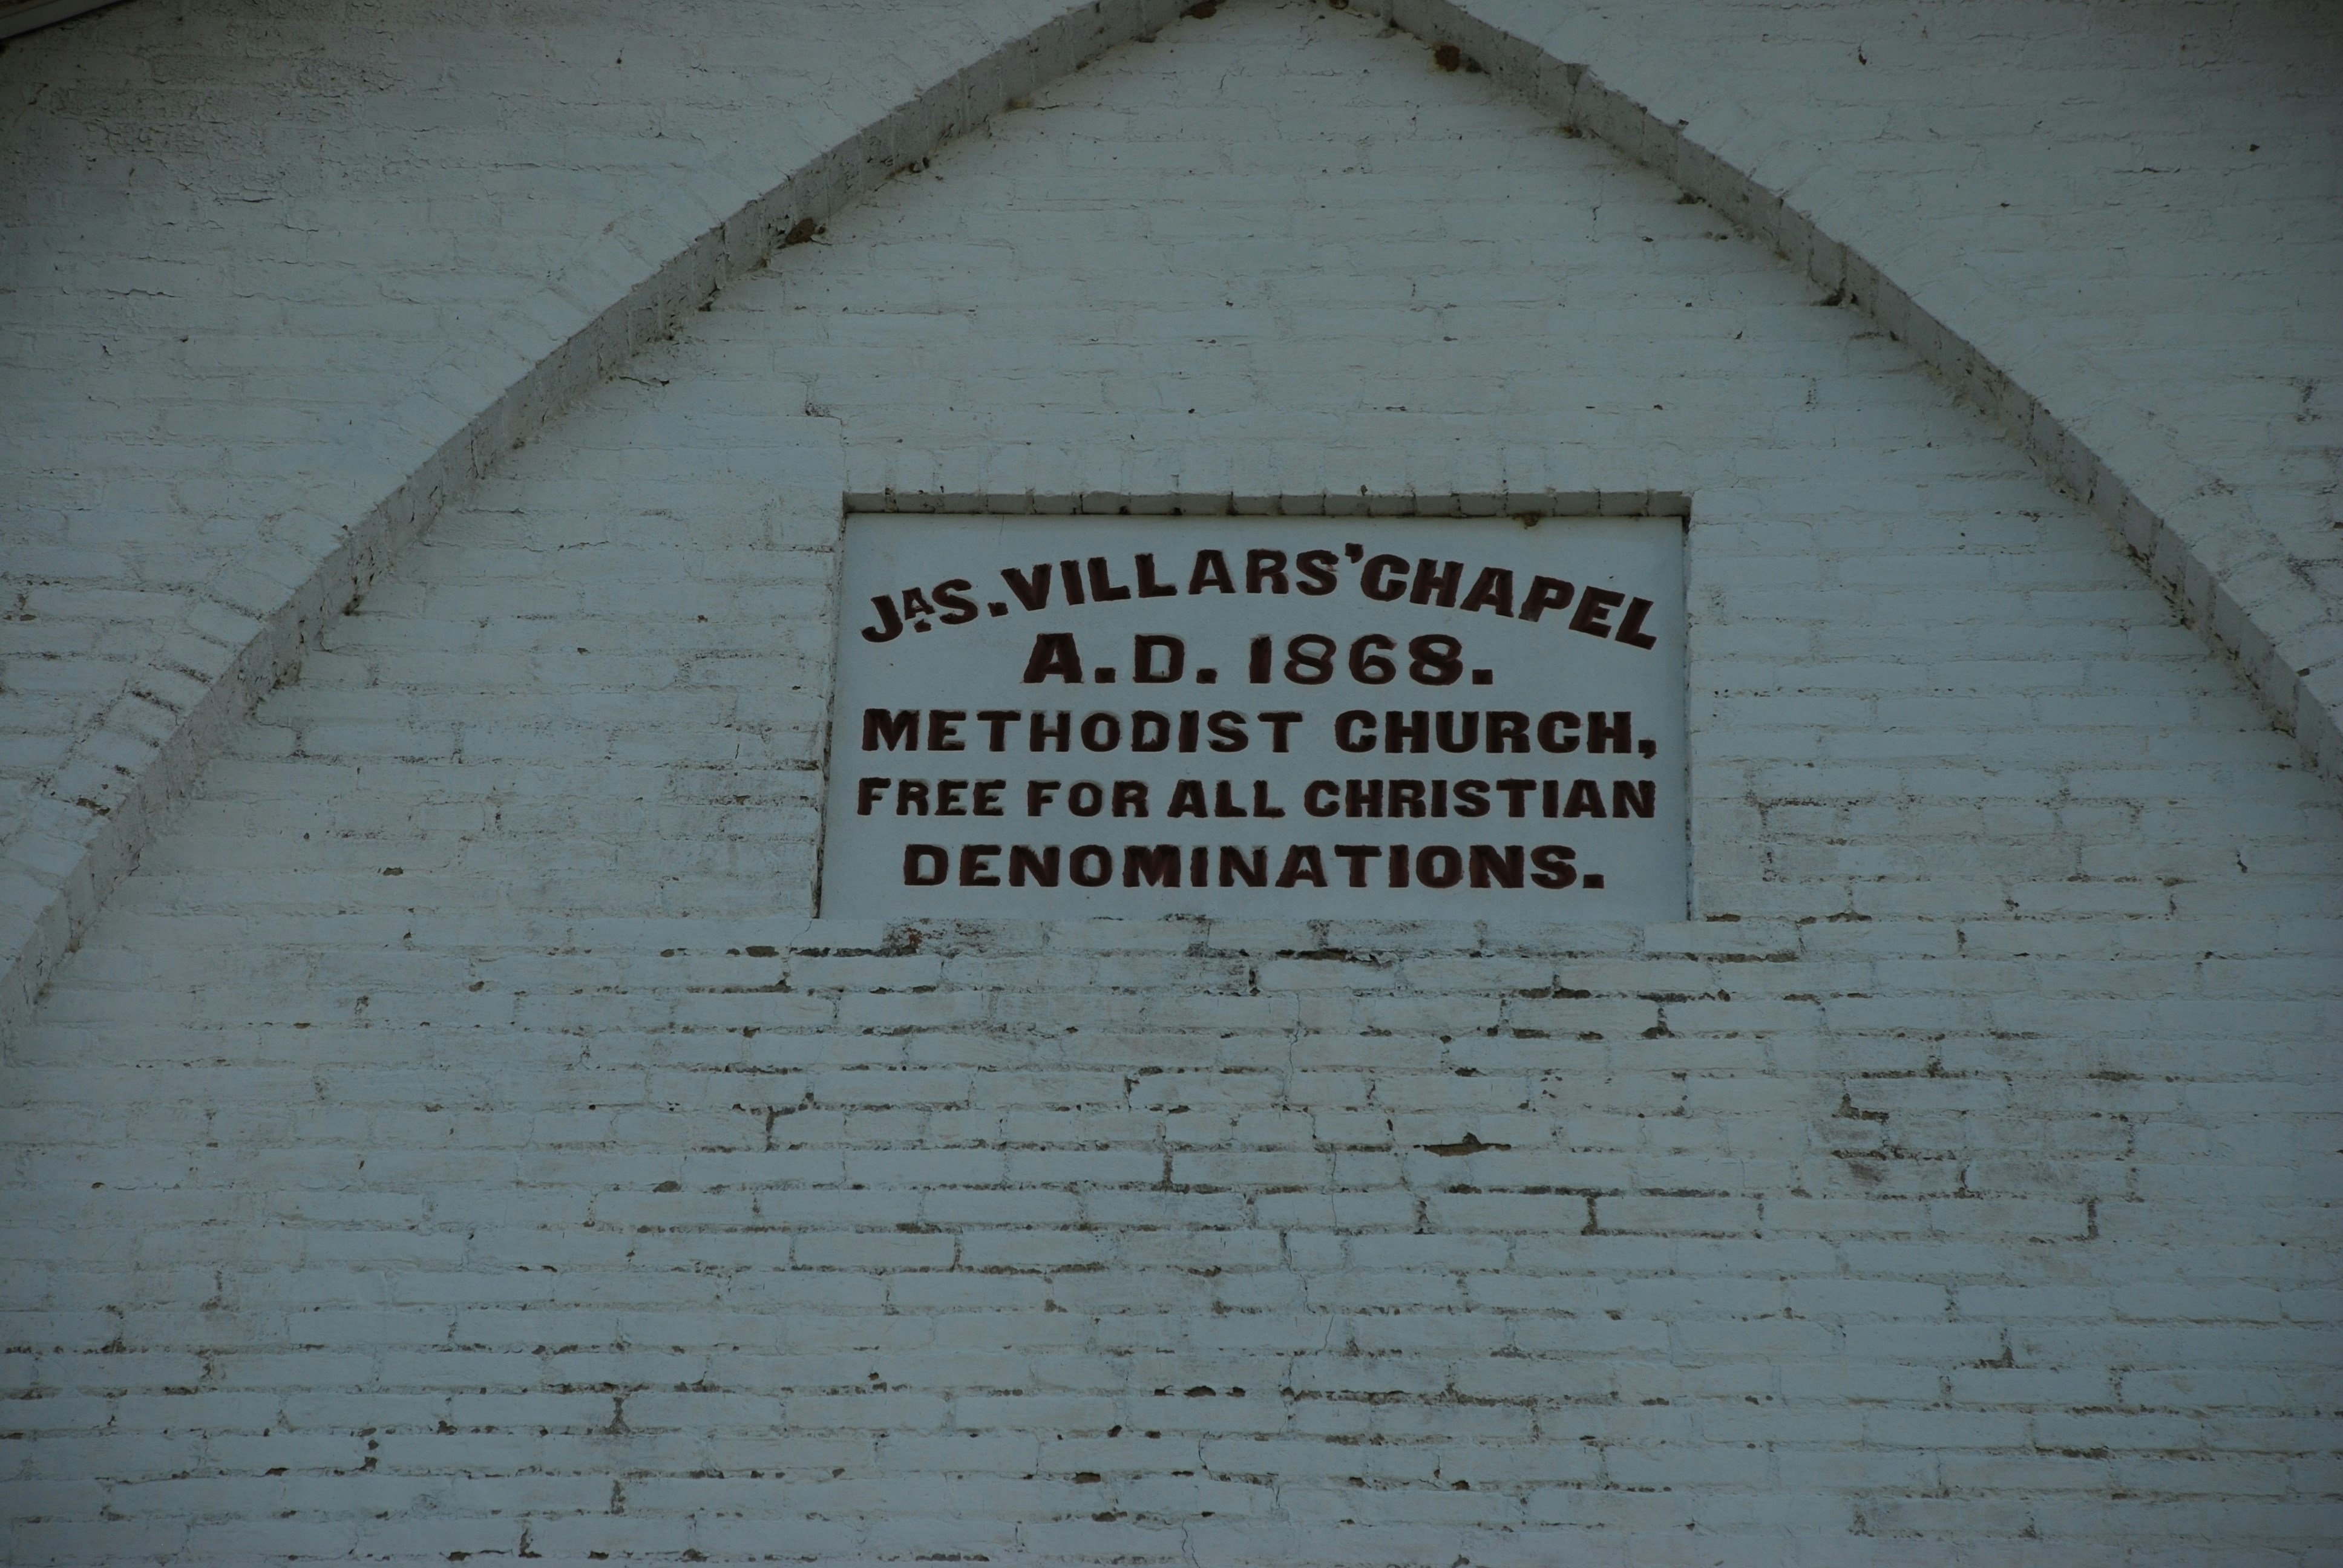 JAS. VILLARS' CHAPEL
A.D. 1868.
METHODIST CHURCH,
FREE FOR ALL CHRISTIAN
DENOMINATIONS.